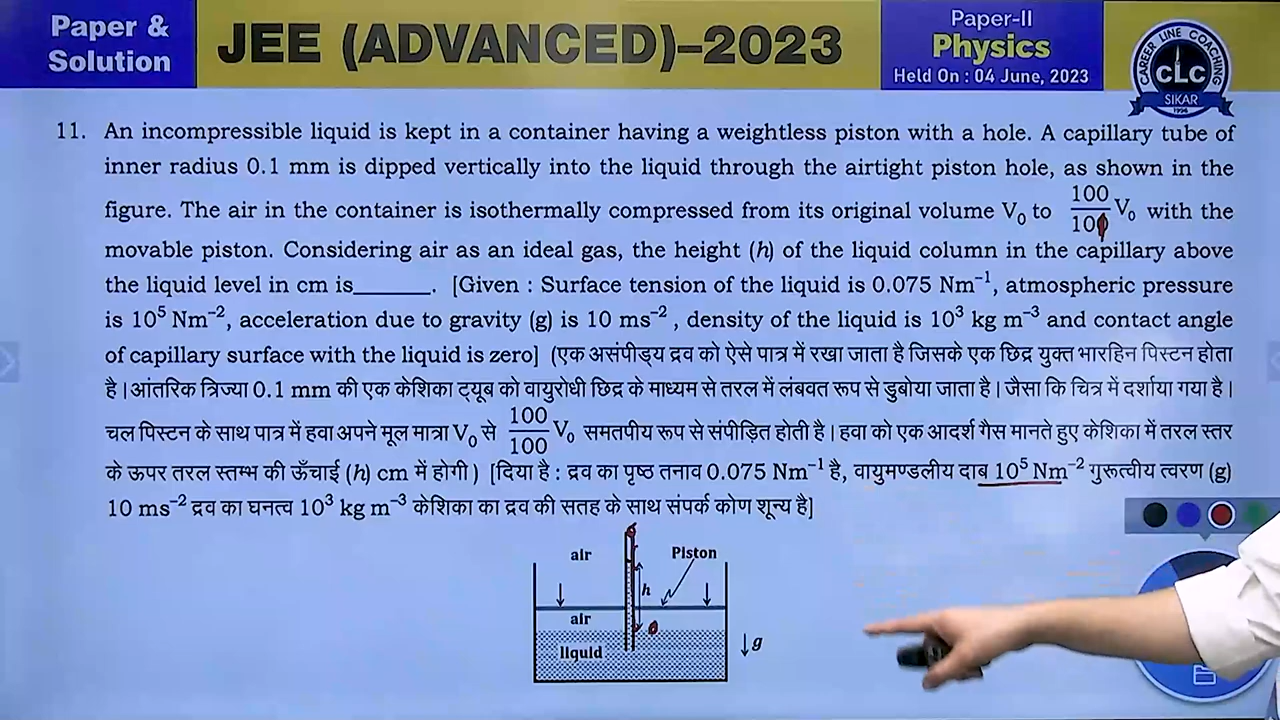 Paper &
Solution
JEE (ADVANCED)–2023
Paper-II
Physics
Held On : 04 June, 2023
CAREER LINE COACHING
CLC
SIKAR
1996
11. An incompressible liquid is kept in a container having a weightless piston with a hole. A capillary tube of
inner radius 0.1 mm is dipped vertically into the liquid through the airtight piston hole, as shown in the
figure. The air in the container is isothermally compressed from its original volume V₀ to 100/101 V₀ with the
movable piston. Considering air as an ideal gas, the height (h) of the liquid column in the capillary above
the liquid level in cm is______. [Given : Surface tension of the liquid is 0.075 Nm⁻¹, atmospheric pressure
is 10⁵ Nm⁻², acceleration due to gravity (g) is 10 ms⁻² , density of the liquid is 10³ kg m⁻³ and contact angle
of capillary surface with the liquid is zero] (एक असंपीड्य द्रव को ऐसे पात्र में रखा जाता है जिसके एक छिद्र युक्त भारहिन पिस्टन होता
है। आंतरिक त्रिज्या 0.1 mm की एक केशिका ट्यूब को वायुरोधी छिद्र के माध्यम से तरल में लंबवत रूप से डुबोया जाता है। जैसा कि चित्र में दर्शाया गया है।
चल पिस्टन के साथ पात्र में हवा अपने मूल मात्रा V₀ से 100/100 V₀ समतपीय रूप से संपीड़ित होती है। हवा को एक आदर्श गैस मानते हुए केशिका में तरल स्तर
के ऊपर तरल स्तम्भ की ऊँचाई (h) cm में होगी ) [दिया है : द्रव का पृष्ठ तनाव 0.075 Nm⁻¹ है, वायुमण्डलीय दाब 10⁵ Nm⁻² गुरूत्वीय त्वरण (g)
10 ms⁻² द्रव का घनत्व 10³ kg m⁻³ केशिका का द्रव की सतह के साथ संपर्क कोण शून्य है]
air
Piston
h
air
liquid
g